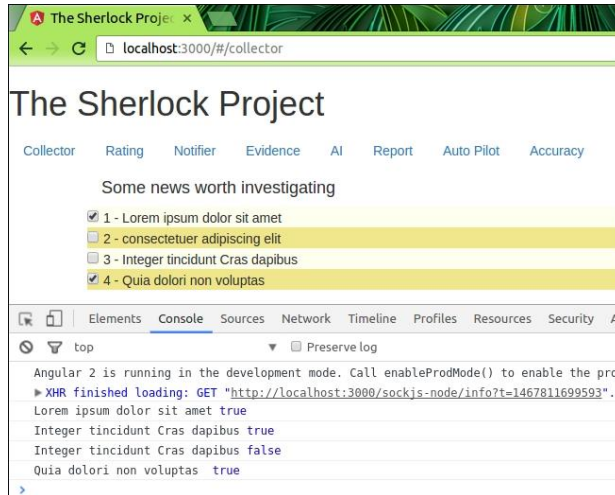 The Sherlock Projec
localhost:3000/#/collector
The Sherlock Project
Collector Rating Notifier Evidence AI Report Auto Pilot Accuracy
Some news worth investigating
1 - Lorem ipsum dolor sit amet
2 - consectetuer adipiscing elit
3 - Integer tincidunt Cras dapibus
4 - Quia dolori non voluptas
Elements Console Sources Network Timeline Profiles Resources Security A
top Preserve log
Angular 2 is running in the development mode. Call enableProdMode() to enable the pro
XHR finished loading: GET "http://localhost:3000/sockjs-node/info?t=1467811699593".
Lorem ipsum dolor sit amet true
Integer tincidunt Cras dapibus true
Integer tincidunt Cras dapibus false
Quia dolori non voluptas true